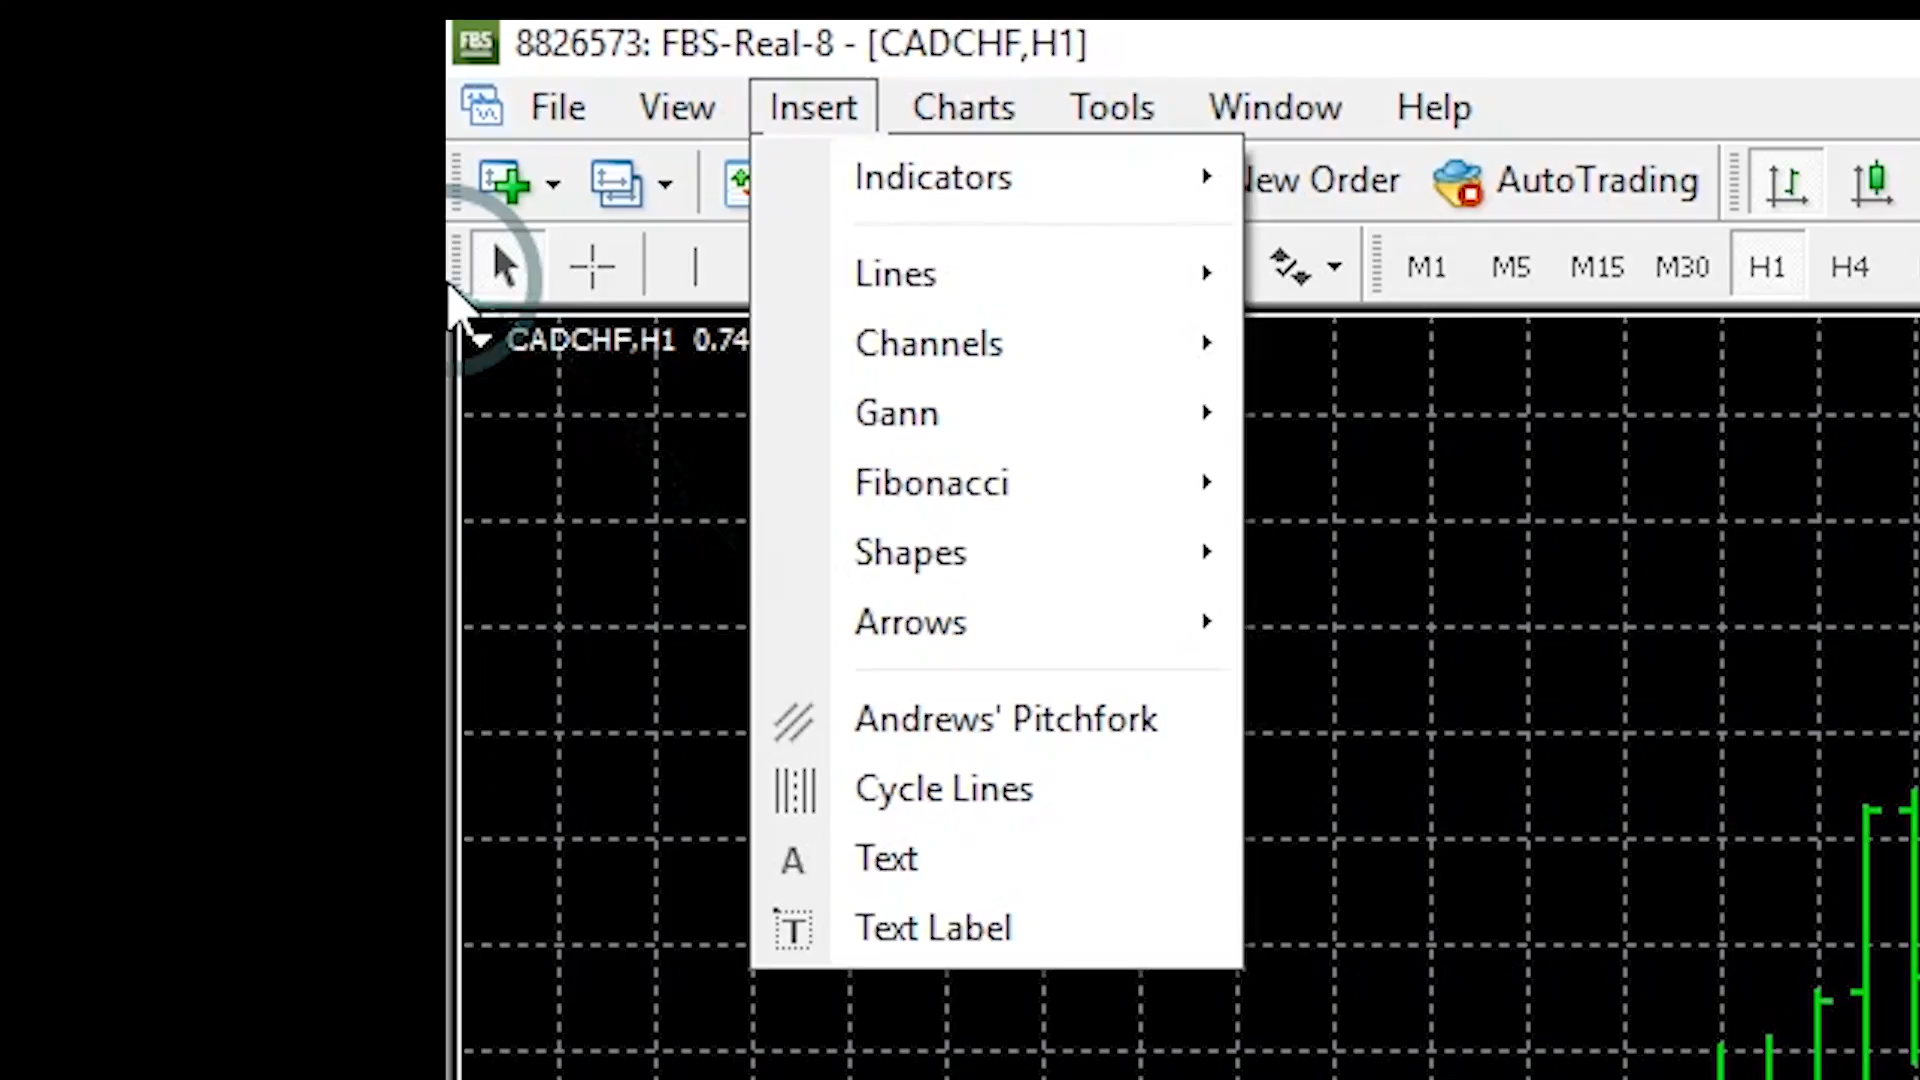 FBS 8826573: FBS-Real-8 - [CADCHF,H1]
File View Insert Charts Tools Window Help
Indicators New Order AutoTrading
Lines M1 M5 M15 M30 H1 H4
CADCHF,H1 0.74
Channels
Gann
Fibonacci
Shapes
Arrows
Andrews' Pitchfork
Cycle Lines
A Text
T Text Label